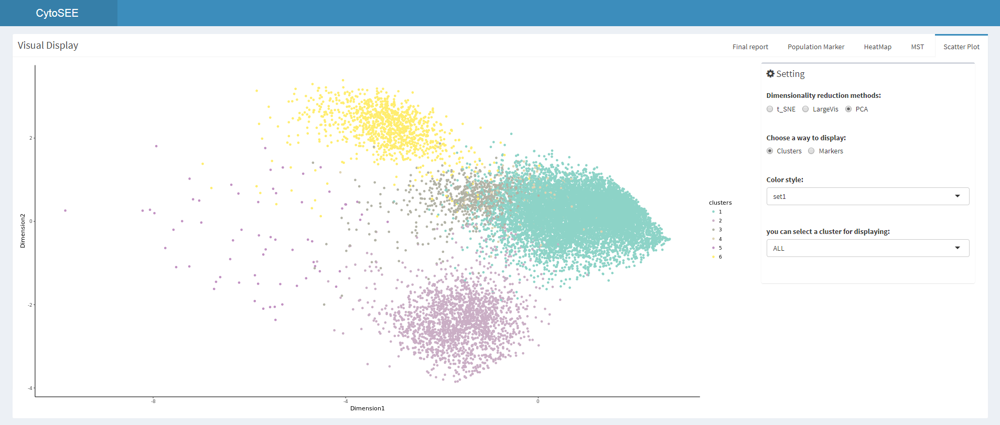 CytoSEE
Visual Display
Final report
Population Marker
HeatMap
MST
Scatter Plot
Setting
Dimensionality reduction methods:
t_SNE LargeVis PCA
Choose a way to display:
Clusters Markers
Color style:
set1
you can select a cluster for displaying:
ALL
clusters
1
2
3
4
5
6
Dimension2
2
0
-2
-4
-8
-4
0
Dimension1